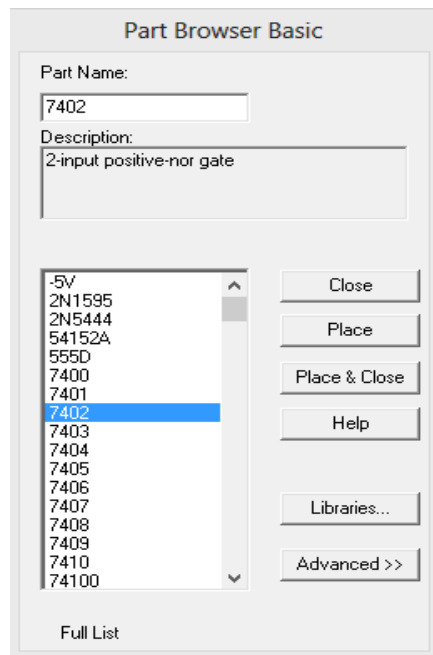 Part Browser Basic
Part Name:
7402
Description:
2-input positive-nor gate
-5V
2N1595
2N5444
54152A
555D
7400
7401
7402
7403
7404
7405
7406
7407
7408
7409
7410
74100
Close
Place
Place & Close
Help
Libraries...
Advanced >>
Full List